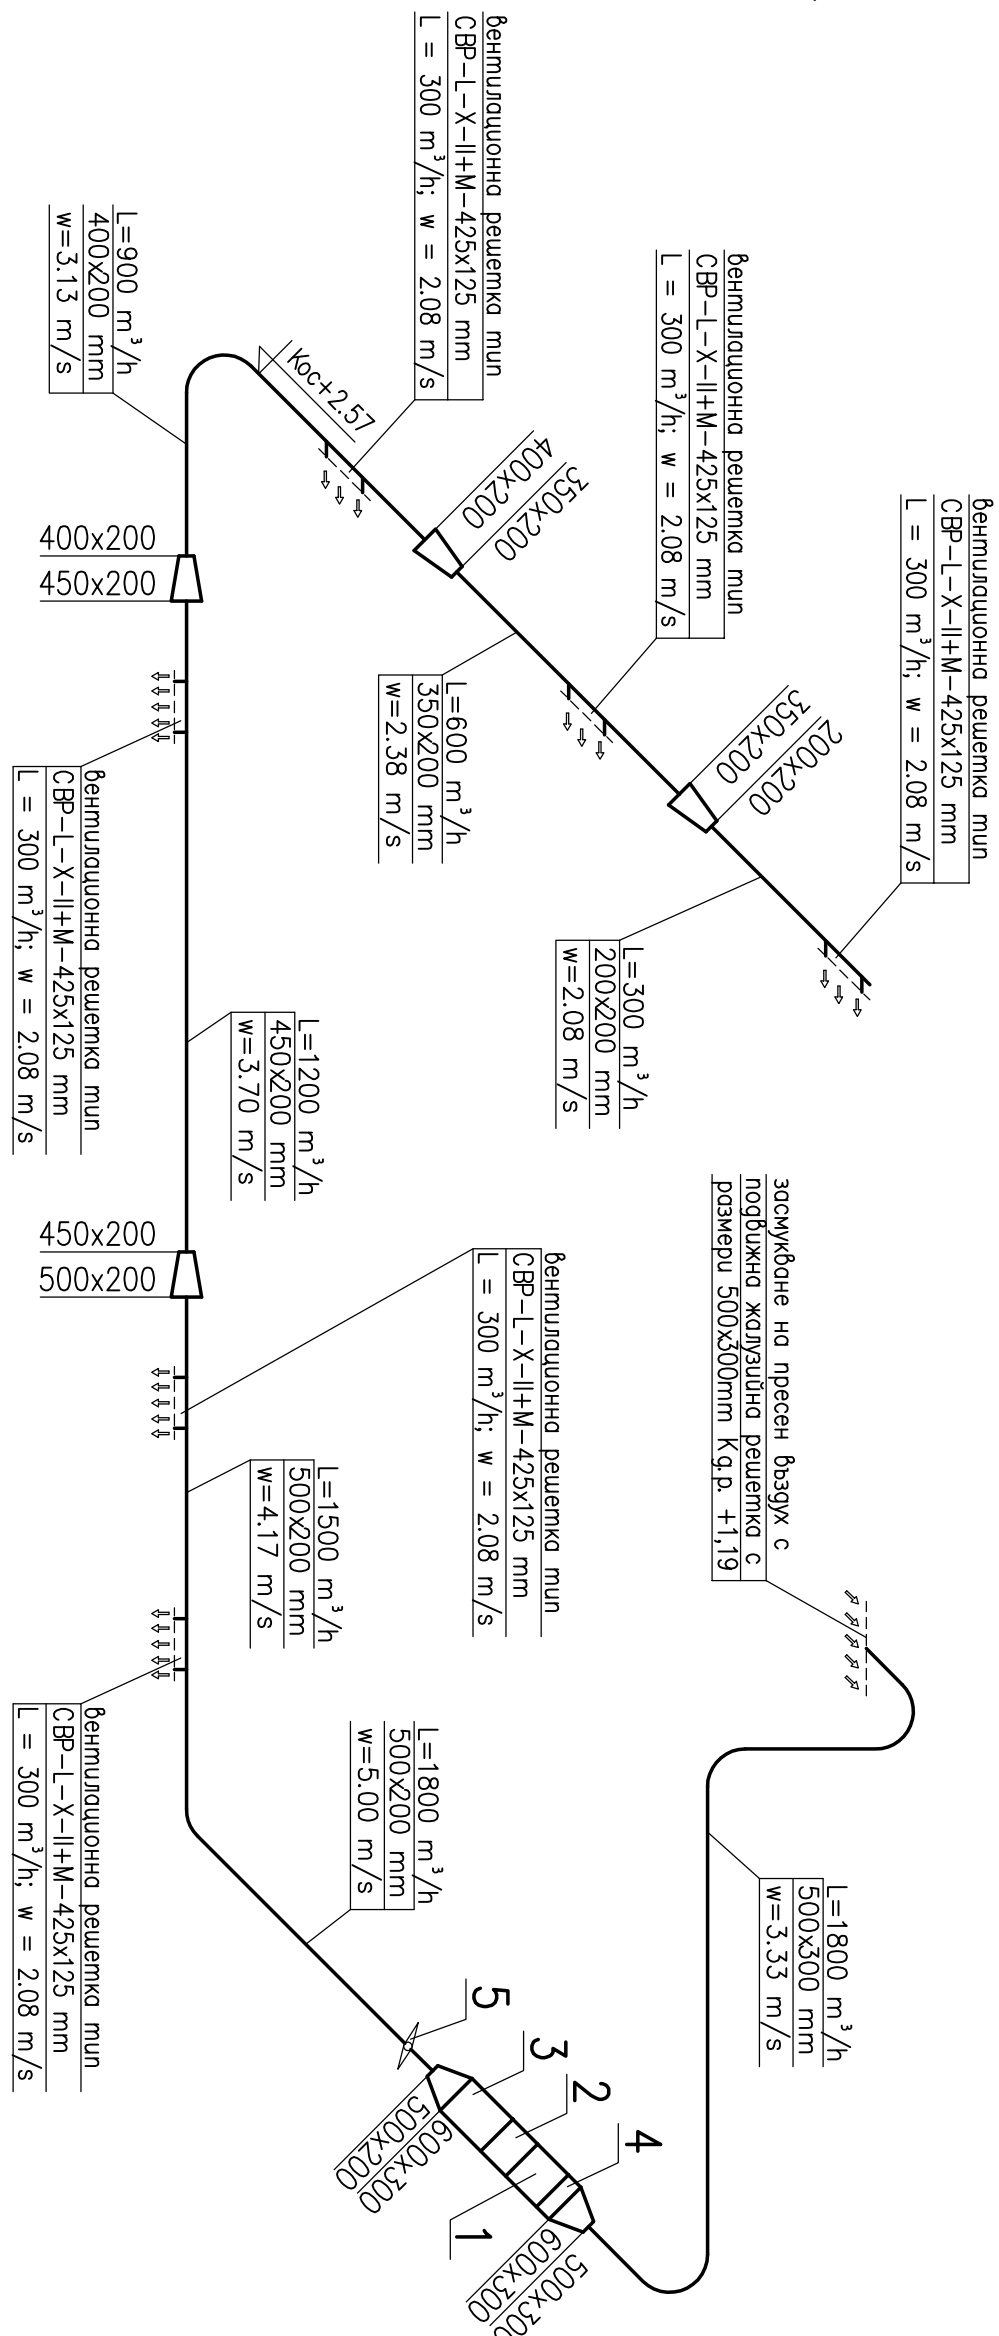 вентилационна решетка тип
СВР-L-X-II+M-425x125 mm
L = 300 m³/h; w = 2.08 m/s
вентилационна решетка тип
СВР-L-X-II+M-425x125 mm
L = 300 m³/h; w = 2.08 m/s
вентилационна решетка тип
СВР-L-X-II+M-425x125 mm
L = 300 m³/h; w = 2.08 m/s
L=900 m³/h
400x200 mm
w=3.13 m/s
Кос+2.57
400x200
350x200
350x200
200x200
400x200
450x200
L=600 m³/h
350x200 mm
w=2.38 m/s
L=300 m³/h
200x200 mm
w=2.08 m/s
вентилационна решетка тип
СВР-L-X-II+M-425x125 mm
L = 300 m³/h; w = 2.08 m/s
L=1200 m³/h
450x200 mm
w=3.70 m/s
засмукване на пресен въздух с
подвижна жалузийна решетка с
размери 500x300mm Kg.p. +1,19
450x200
500x200
вентилационна решетка тип
СВР-L-X-II+M-425x125 mm
L = 300 m³/h; w = 2.08 m/s
L=1500 m³/h
500x200 mm
w=4.17 m/s
вентилационна решетка тип
СВР-L-X-II+M-425x125 mm
L = 300 m³/h; w = 2.08 m/s
L=1800 m³/h
500x200 mm
w=5.00 m/s
L=1800 m³/h
500x300 mm
w=3.33 m/s
5
3
2
4
1
500x200
600x300
600x300
500x300